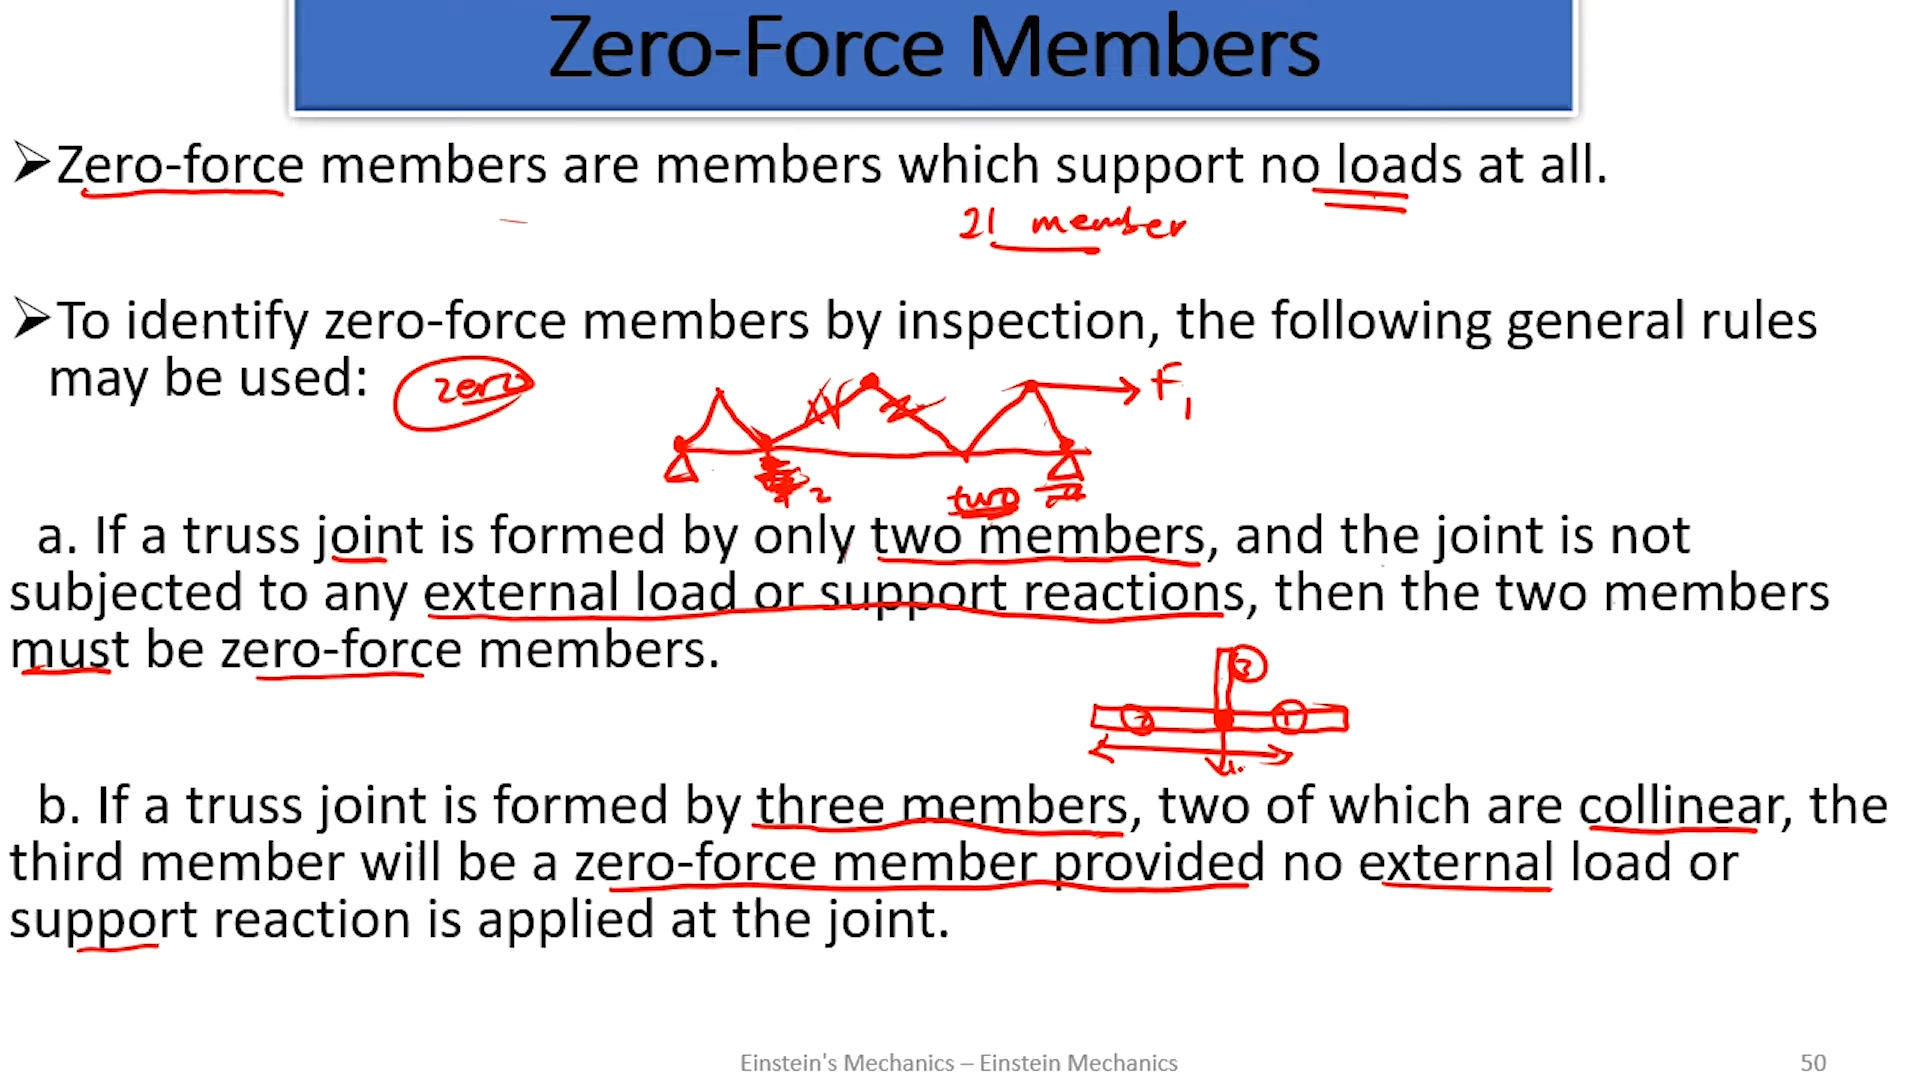 Zero-Force Members
➢Zero-force members are members which support no loads at all.
21 member
➢To identify zero-force members by inspection, the following general rules
may be used:
zero
F1
2
two
a. If a truss joint is formed by only two members, and the joint is not
subjected to any external load or support reactions, then the two members
must be zero-force members.
3
2
1
b. If a truss joint is formed by three members, two of which are collinear, the
third member will be a zero-force member provided no external load or
support reaction is applied at the joint.
Einstein's Mechanics – Einstein Mechanics
50